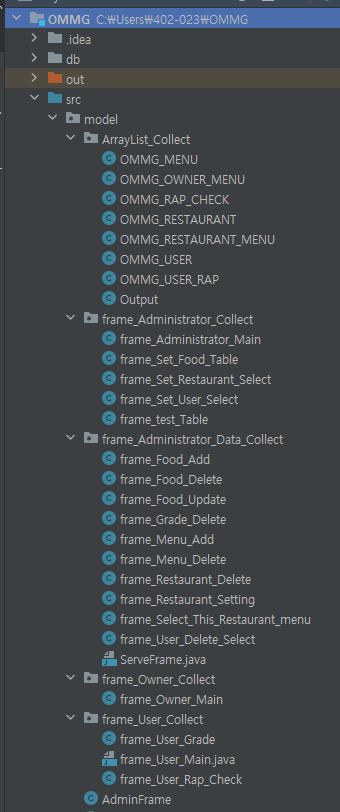 OMMG C:₩Users₩402-023₩OMMG
.idea
db
out
src
model
ArrayList_Collect
OMMG_MENU
OMMG_OWNER_MENU
OMMG_RAP_CHECK
OMMG_RESTAURANT
OMMG_RESTAURANT_MENU
OMMG_USER
OMMG_USER_RAP
Output
frame_Administrator_Collect
frame_Administrator_Main
frame_Set_Food_Table
frame_Set_Restaurant_Select
frame_Set_User_Select
frame_test_Table
frame_Administrator_Data_Collect
frame_Food_Add
frame_Food_Delete
frame_Food_Update
frame_Grade_Delete
frame_Menu_Add
frame_Menu_Delete
frame_Restaurant_Delete
frame_Restaurant_Setting
frame_Select_This_Restaurant_menu
frame_User_Delete_Select
ServeFrame.java
frame_Owner_Collect
frame_Owner_Main
frame_User_Collect
frame_User_Grade
frame_User_Main.java
frame_User_Rap_Check
AdminFrame